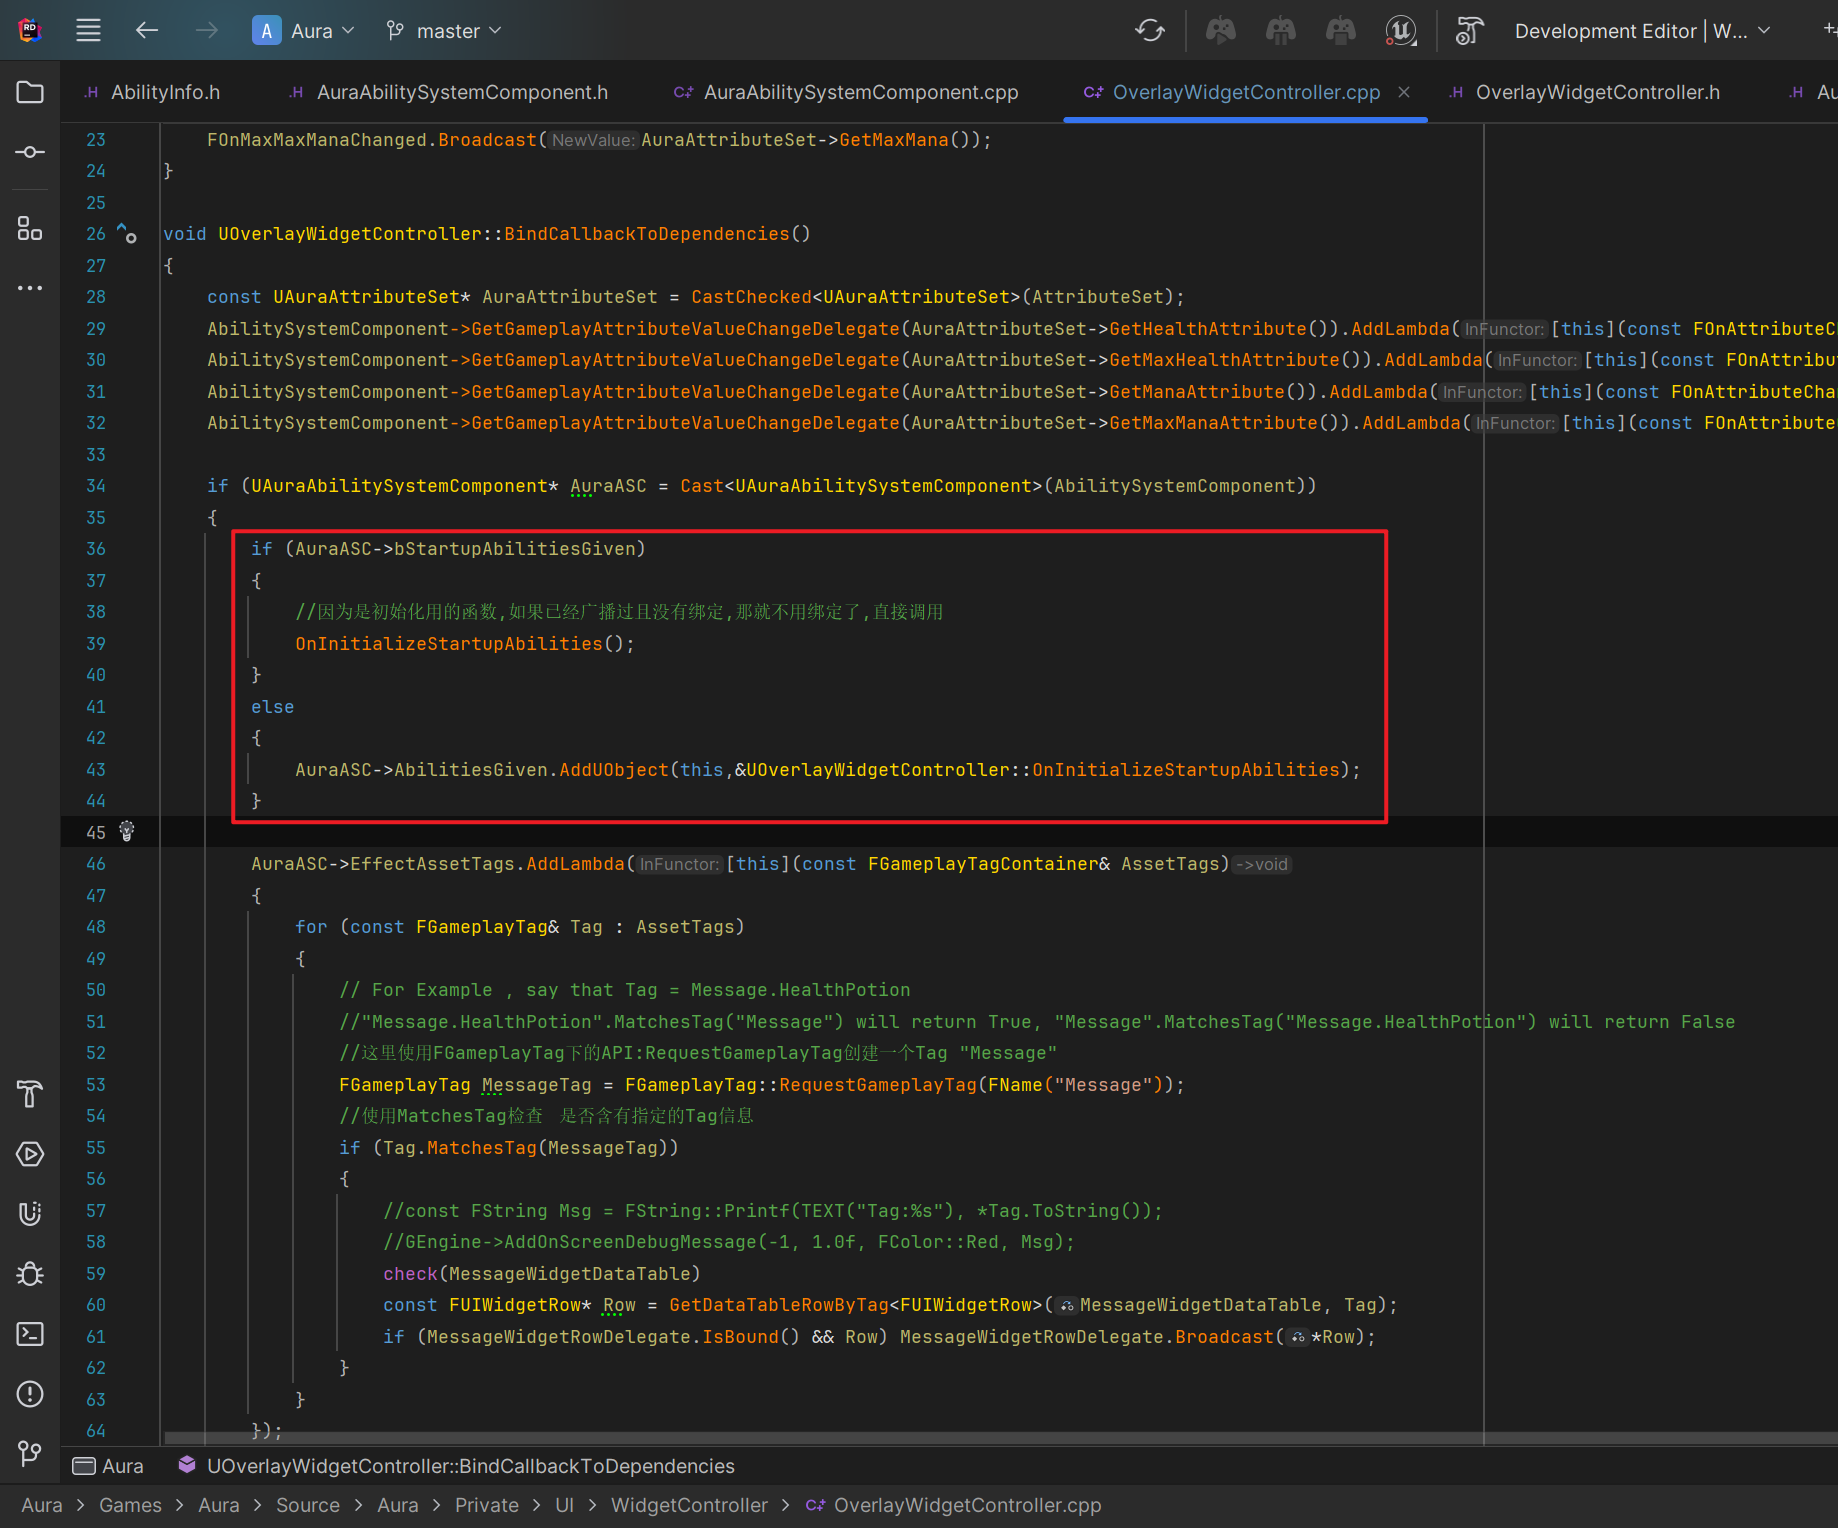 Aura master Development Editor | W...
AbilityInfo.h AuraAbilitySystemComponent.h AuraAbilitySystemComponent.cpp OverlayWidgetController.cpp OverlayWidgetController.h Au
23 FOnMaxMaxManaChanged.Broadcast(NewValue:AuraAttributeSet->GetMaxMana());
24 }
25
26 void UOverlayWidgetController::BindCallbackToDependencies()
27 {
28 const UAuraAttributeSet* AuraAttributeSet = CastChecked<UAuraAttributeSet>(AttributeSet);
29 AbilitySystemComponent->GetGameplayAttributeValueChangeDelegate(AuraAttributeSet->GetHealthAttribute()).AddLambda(InFunctor:[this](const FOnAttributeC
30 AbilitySystemComponent->GetGameplayAttributeValueChangeDelegate(AuraAttributeSet->GetMaxHealthAttribute()).AddLambda(InFunctor:[this](const FOnAttribu
31 AbilitySystemComponent->GetGameplayAttributeValueChangeDelegate(AuraAttributeSet->GetManaAttribute()).AddLambda(InFunctor:[this](const FOnAttributeCha
32 AbilitySystemComponent->GetGameplayAttributeValueChangeDelegate(AuraAttributeSet->GetMaxManaAttribute()).AddLambda(InFunctor:[this](const FOnAttribute
33
34 if (UAuraAbilitySystemComponent* AuraASC = Cast<UAuraAbilitySystemComponent>(AbilitySystemComponent))
35 {
36 if (AuraASC->bStartupAbilitiesGiven)
37 {
38 //因为是初始化用的函数,如果已经广播过且没有绑定,那就不用绑定了,直接调用
39 OnInitializeStartupAbilities();
40 }
41 else
42 {
43 AuraASC->AbilitiesGiven.AddUObject(this,&UOverlayWidgetController::OnInitializeStartupAbilities);
44 }
45
46 AuraASC->EffectAssetTags.AddLambda(InFunctor:[this](const FGameplayTagContainer& AssetTags)->void
47 {
48 for (const FGameplayTag& Tag : AssetTags)
49 {
50 // For Example , say that Tag = Message.HealthPotion
51 //"Message.HealthPotion".MatchesTag("Message") will return True, "Message".MatchesTag("Message.HealthPotion") will return False
52 //这里使用FGameplayTag下的API:RequestGameplayTag创建一个Tag "Message"
53 FGameplayTag MessageTag = FGameplayTag::RequestGameplayTag(FName("Message"));
54 //使用MatchesTag检查 是否含有指定的Tag信息
55 if (Tag.MatchesTag(MessageTag))
56 {
57 //const FString Msg = FString::Printf(TEXT("Tag:%s"), *Tag.ToString());
58 //GEngine->AddOnScreenDebugMessage(-1, 1.0f, FColor::Red, Msg);
59 check(MessageWidgetDataTable)
60 const FUIWidgetRow* Row = GetDataTableRowByTag<FUIWidgetRow>(MessageWidgetDataTable, Tag);
61 if (MessageWidgetRowDelegate.IsBound() && Row) MessageWidgetRowDelegate.Broadcast(*Row);
62 }
63 }
64 });
Aura UOverlayWidgetController::BindCallbackToDependencies
Aura > Games > Aura > Source > Aura > Private > UI > WidgetController > OverlayWidgetController.cpp